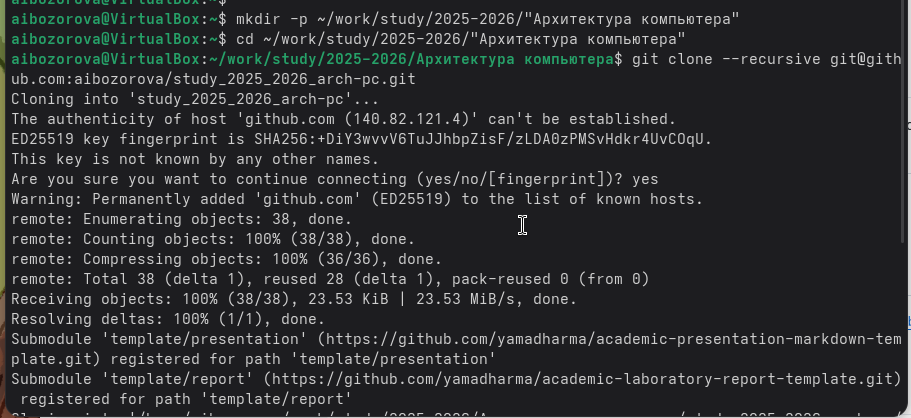 aibozorova@VirtualBox:~$ mkdir -p ~/work/study/2025-2026/"Архитектура компьютера"
aibozorova@VirtualBox:~$ cd ~/work/study/2025-2026/"Архитектура компьютера"
aibozorova@VirtualBox:~/work/study/2025-2026/Архитектура компьютера$ git clone --recursive git@gith
ub.com:aibozorova/study_2025_2026_arch-pc.git
Cloning into 'study_2025_2026_arch-pc'...
The authenticity of host 'github.com (140.82.121.4)' can't be established.
ED25519 key fingerprint is SHA256:+DiY3wvvV6TuJJhbpZisF/zLDA0zPMSvHdkr4UvCOqU.
This key is not known by any other names.
Are you sure you want to continue connecting (yes/no/[fingerprint])? yes
Warning: Permanently added 'github.com' (ED25519) to the list of known hosts.
remote: Enumerating objects: 38, done.
remote: Counting objects: 100% (38/38), done.
remote: Compressing objects: 100% (36/36), done.
remote: Total 38 (delta 1), reused 28 (delta 1), pack-reused 0 (from 0)
Receiving objects: 100% (38/38), 23.53 KiB | 23.53 MiB/s, done.
Resolving deltas: 100% (1/1), done.
Submodule 'template/presentation' (https://github.com/yamadharma/academic-presentation-markdown-tem
plate.git) registered for path 'template/presentation'
Submodule 'template/report' (https://github.com/yamadharma/academic-laboratory-report-template.git)
 registered for path 'template/report'